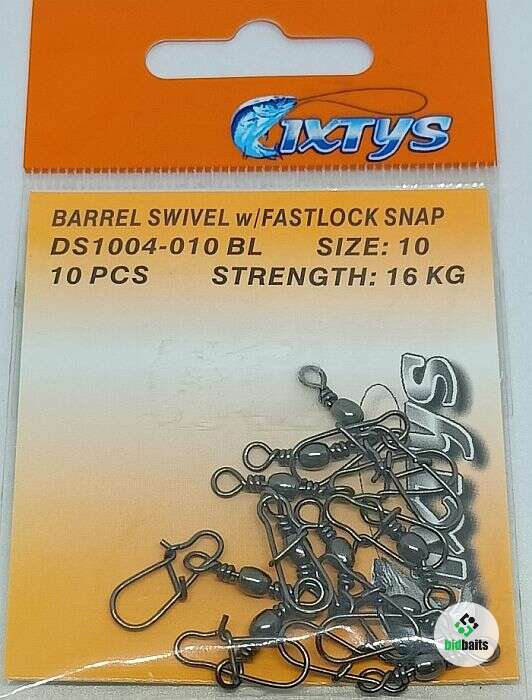 IXTYS
BARREL SWIVEL w/FASTLOCK SNAP
DS1004-010 BL SIZE: 10
10 PCS STRENGTH: 16 KG
IXTYS
bidbaits